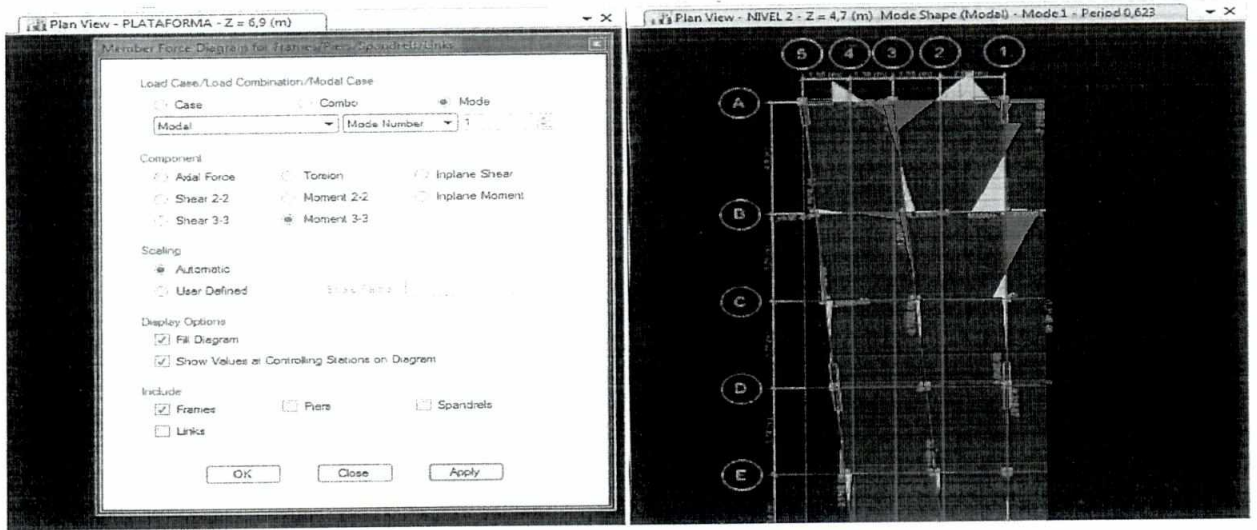 Plan View - PLATAFORMA - Z = 6,9 (m)
Member Force Diagram for Frames/Piers/Spandrels/Links
Load Case/Load Combination/Modal Case
Case
Combo
Mode
Modal
Mode Number
1
Component
Axial Force
Torsion
Inplane Shear
Shear 2-2
Moment 2-2
Inplane Moment
Shear 3-3
Moment 3-3
Scaling
Automatic
User Defined
Display Options
Fill Diagram
Show Values at Controlling Stations on Diagram
Include
Frames
Piers
Spandrels
Links
OK
Close
Apply
Plan View - NIVEL 2 - Z = 4,7 (m) Mode Shape (Modal) - Mode 1 - Period 0,623
5 4 3 2 1
A
B
C
D
E